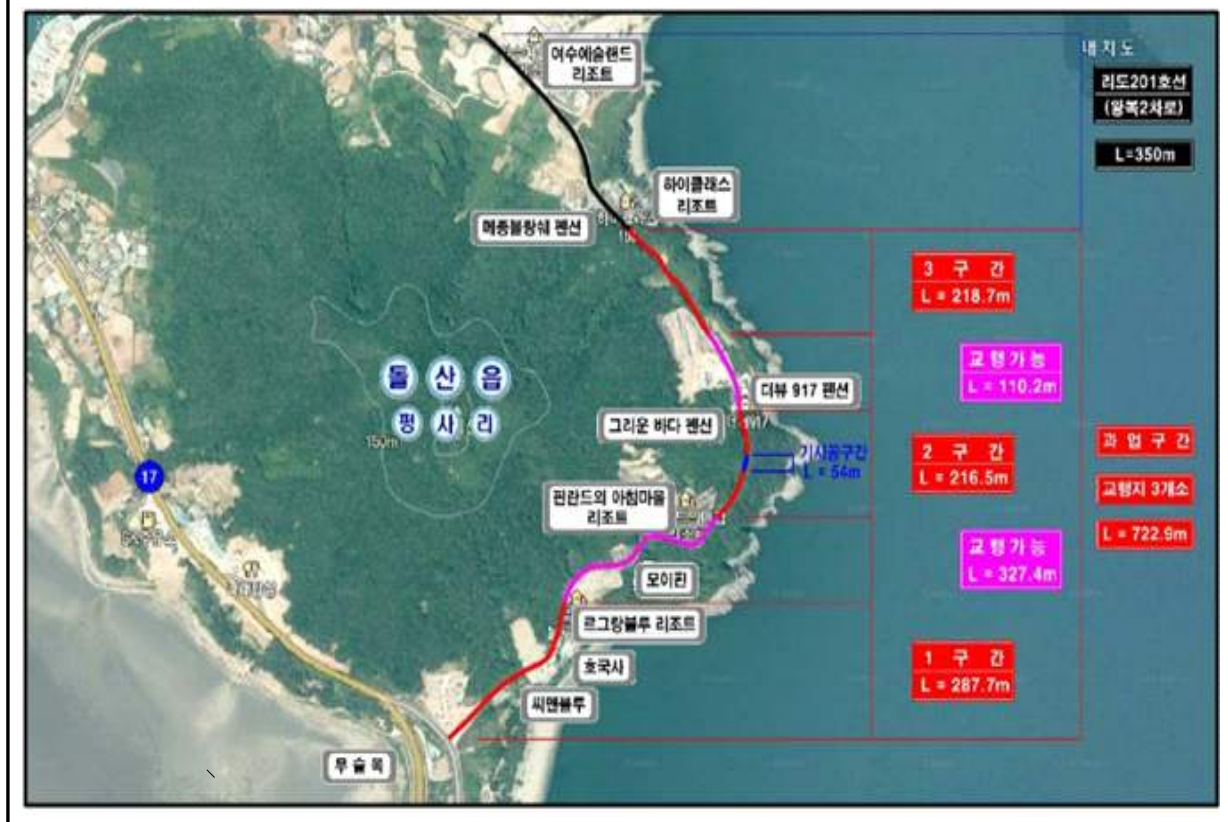 여수예술랜드
리조트
내치도
리도201호선
(왕복2차로)
L=350m
하이클래스
리조트
메종블랑쉐 펜션
3 구 간
L = 218.7m
교행가능
L = 110.2m
더뷰 917 펜션
그리운 바다 펜션
돌 산 읍
평 사 리
150m
17
기시공구간
L = 54m
2 구 간
L = 216.5m
과 업 구 간
교행지 3개소
L = 722.9m
핀란드의 아침마을
리조트
교행가능
L = 327.4m
모이핀
르그랑블루 리조트
호국사
씨앤블루
1 구 간
L = 287.7m
무슬목